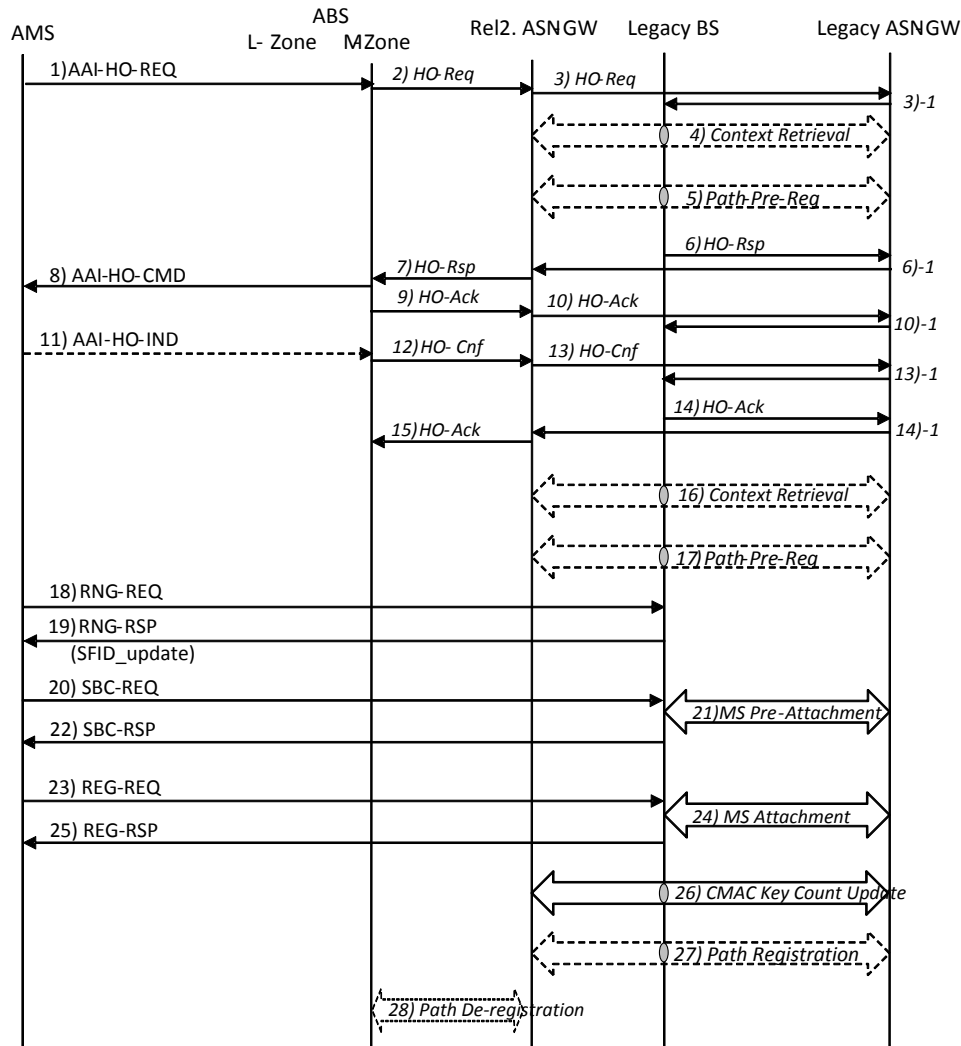 ABS
AMS
L- Zone
MZone
Rel2. ASNGW
Legacy BS
Legacy ASNGW
1)AAI-HO-REQ
2) HO-Req
3) HO-Req
3)-1
4) Context Retrieval
5) Path-Pre-Reg
6) HO-Rsp
6)-1
7) HO-Rsp
8) AAI-HO-CMD
9) HO-Ack
10) HO-Ack
10)-1
11) AAI-HO-IND
12) HO- Cnf
13) HO-Cnf
13)-1
14) HO-Ack
14)-1
15) HO-Ack
16) Context Retrieval
17) Path-Pre-Reg
18) RNG-REQ
19) RNG-RSP
(SFID_update)
20) SBC-REQ
21)MS Pre-Attachment
22) SBC-RSP
23) REG-REQ
24) MS Attachment
25) REG-RSP
26) CMAC Key Count Update
27) Path Registration
28) Path De-registration